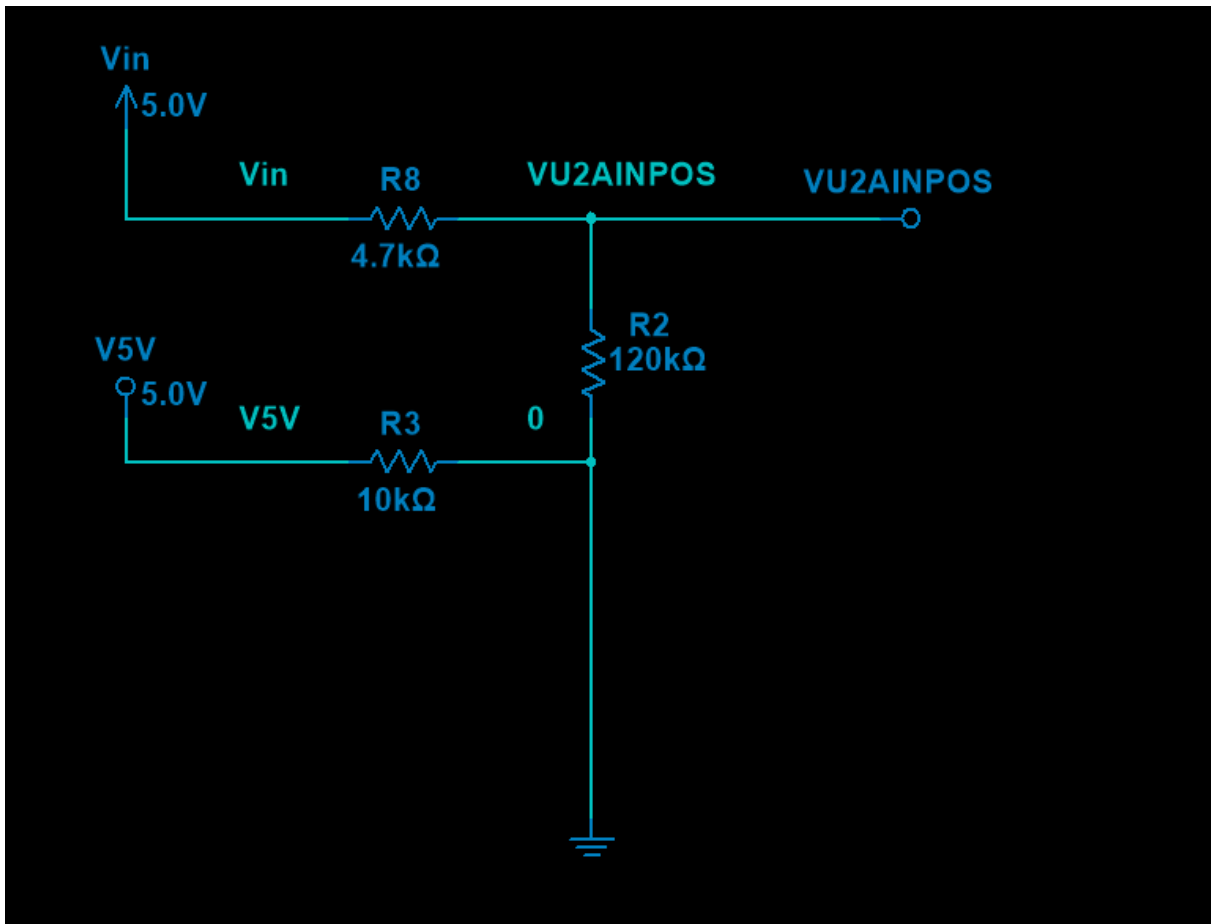 Vin
5.0V
Vin
R8
VU2AINPOS
VU2AINPOS
4.7kΩ
R2
120kΩ
V5V
5.0V
V5V
R3
0
10kΩ